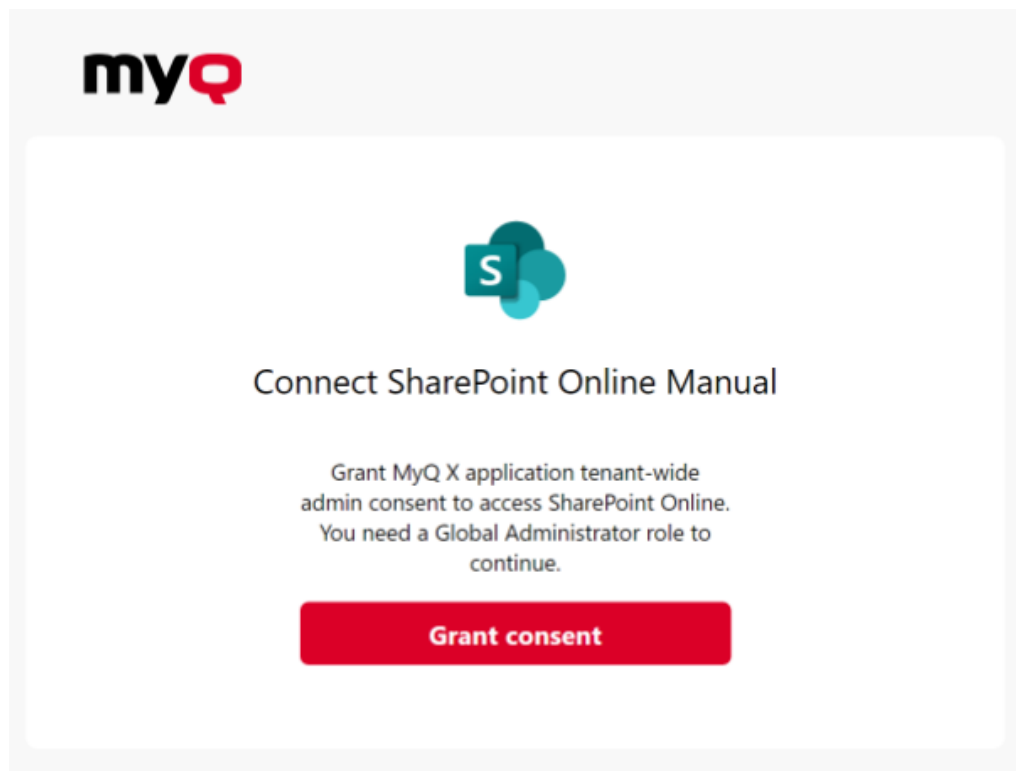 myQ
S
Connect SharePoint Online Manual
Grant MyQ X application tenant-wide
admin consent to access SharePoint Online.
You need a Global Administrator role to
continue.
Grant consent